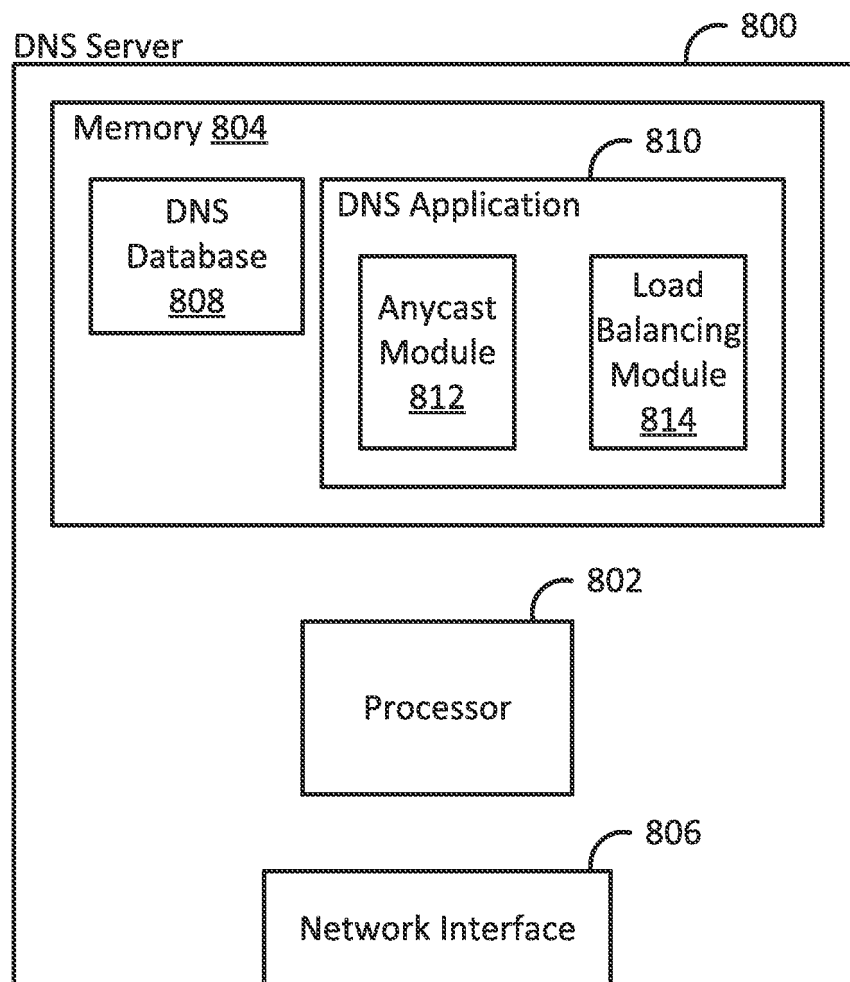 800
DNS Server
Memory 804
810
DNS
Database
808
DNS Application
Anycast
Module
812
Load
Balancing
Module
814
802
Processor
806
Network Interface